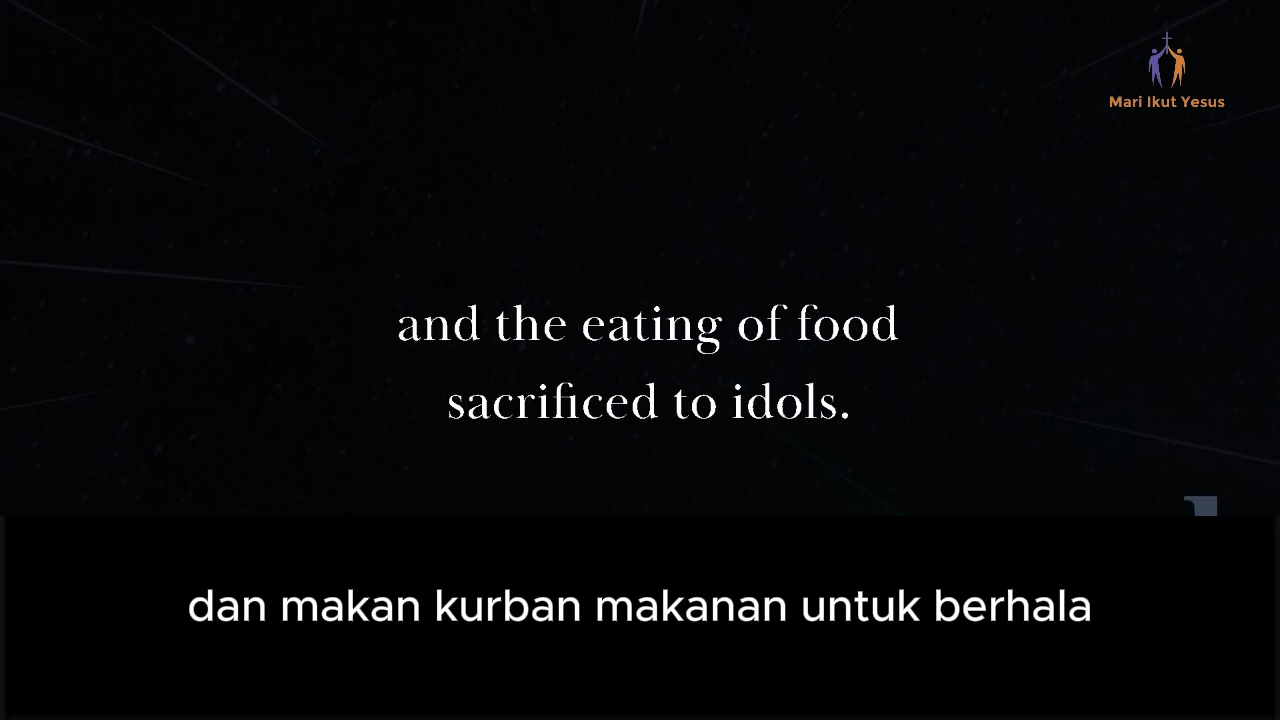 Mari Ikut Yesus
and the eating of food
sacrificed to idols.
dan makan kurban makanan untuk berhala